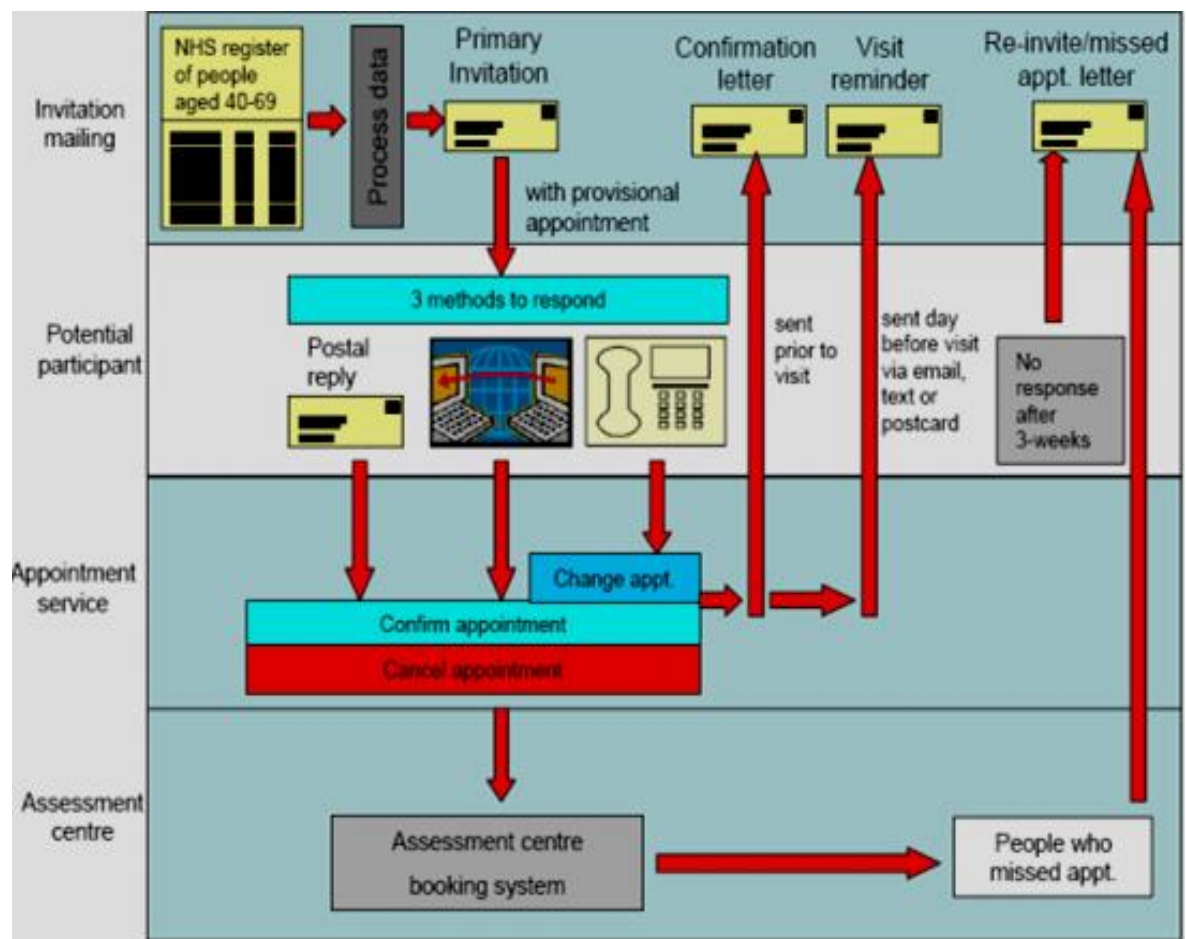 Invitation
mailing
NHS register
of people
aged 40-69
Process data
Primary
Invitation
with provisional
appointment
Confirmation
letter
Visit
reminder
Re-invite/missed
appt. letter
Potential
participant
3 methods to respond
Postal
reply
sent
prior to
visit
sent day
before visit
via email,
text or
postcard
No
response
after
3-weeks
Appointment
service
Change appt.
Confirm appointment
Cancel appointment
Assessment
centre
Assessment centre
booking system
People who
missed appt.